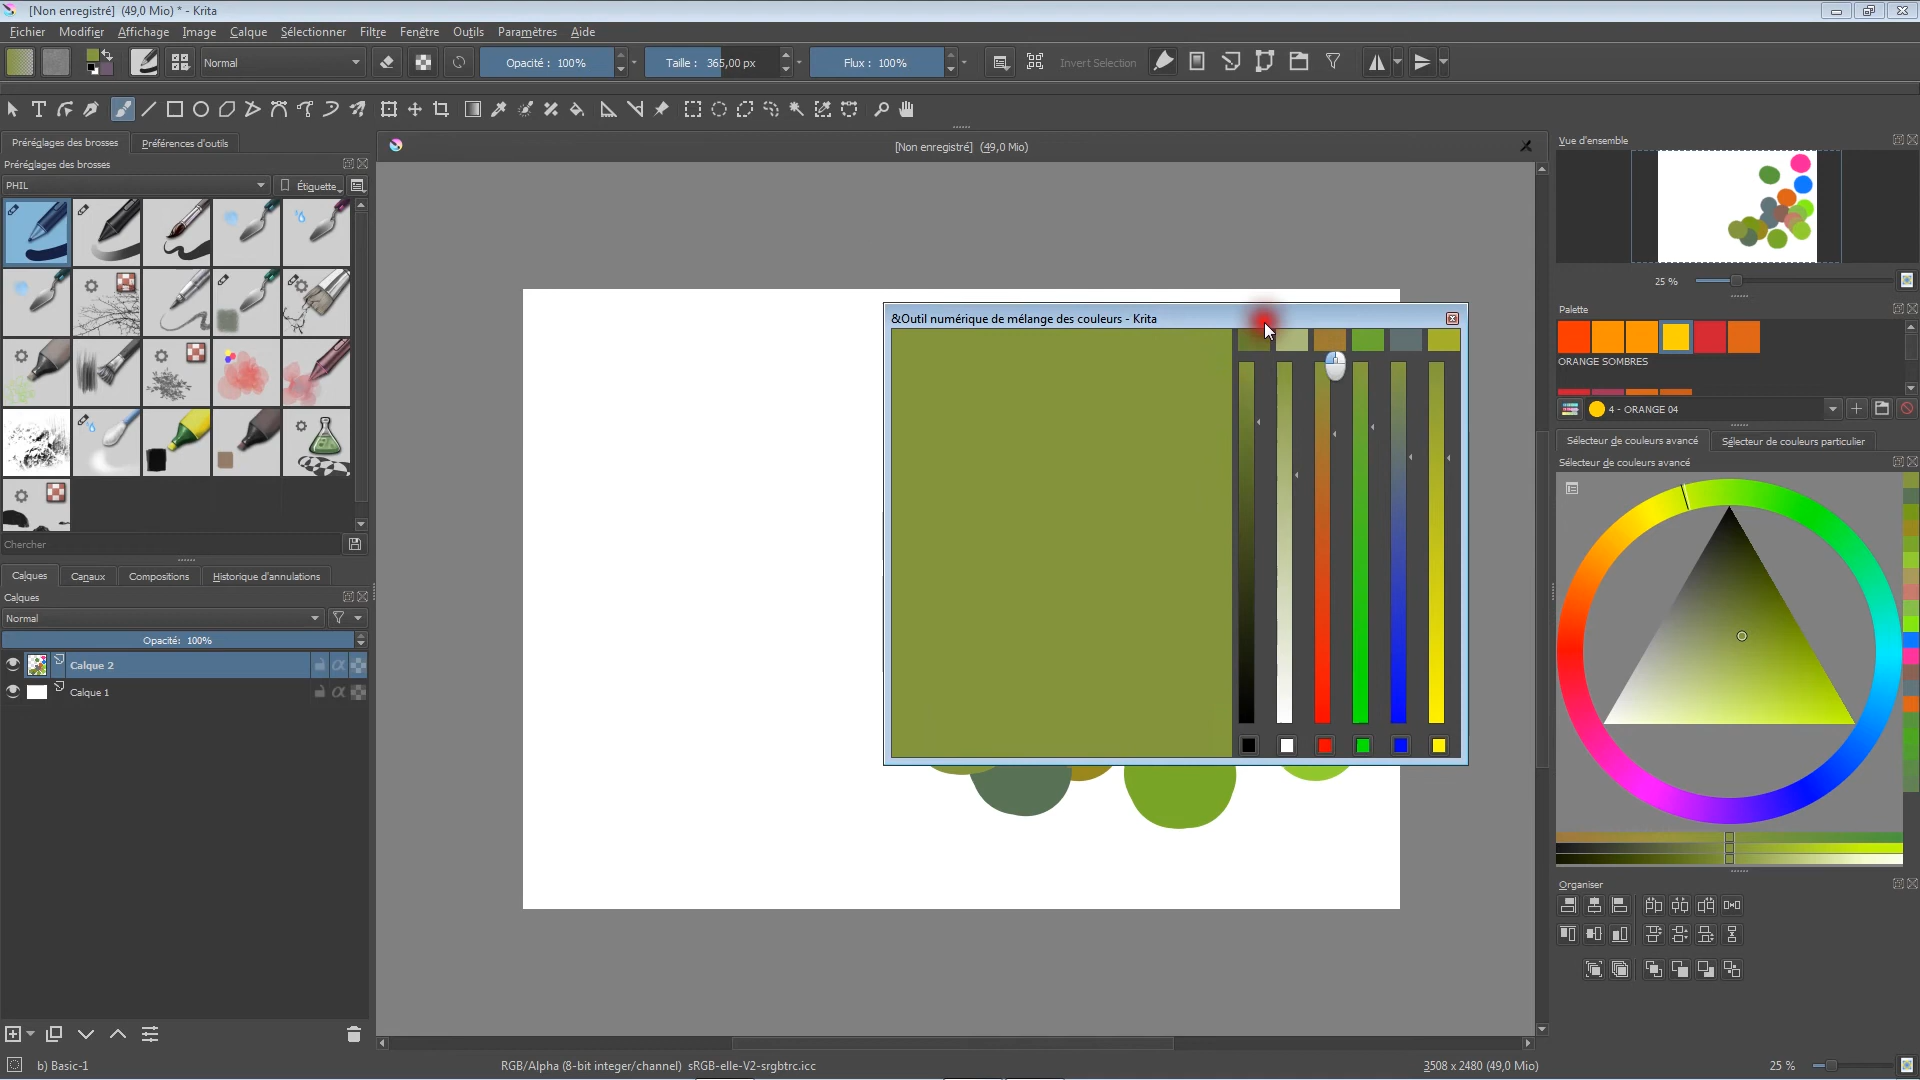 [Non enregistré] (49,0 Mio) * - Krita
Fichier Modifier Affichage Image Calque Sélectionner Filtre Fenêtre Outils Paramètres Aide
Normal Opacité : 100% Taille : 365,00 px Flux : 100% Invert Selection
Préréglages des brosses Préférences d'outils
[Non enregistré] (49,0 Mio)
Vue d'ensemble
Préréglages des brosses
PHIL Étiquette
25 %
Palette
&Outil numérique de mélange des couleurs - Krita
ORANGE SOMBRES
4 - ORANGE 04
Sélecteur de couleurs avancé Sélecteur de couleurs particulier
Sélecteur de couleurs avancé
Chercher
Calques Canaux Compositions Historique d'annulations
Calques
Normal
Opacité: 100%
Calque 2
Calque 1
Organiser
b) Basic-1 RGB/Alpha (8-bit integer/channel) sRGB-elle-V2-srgbtrc.icc 3508 x 2480 (49,0 Mio) 25 %